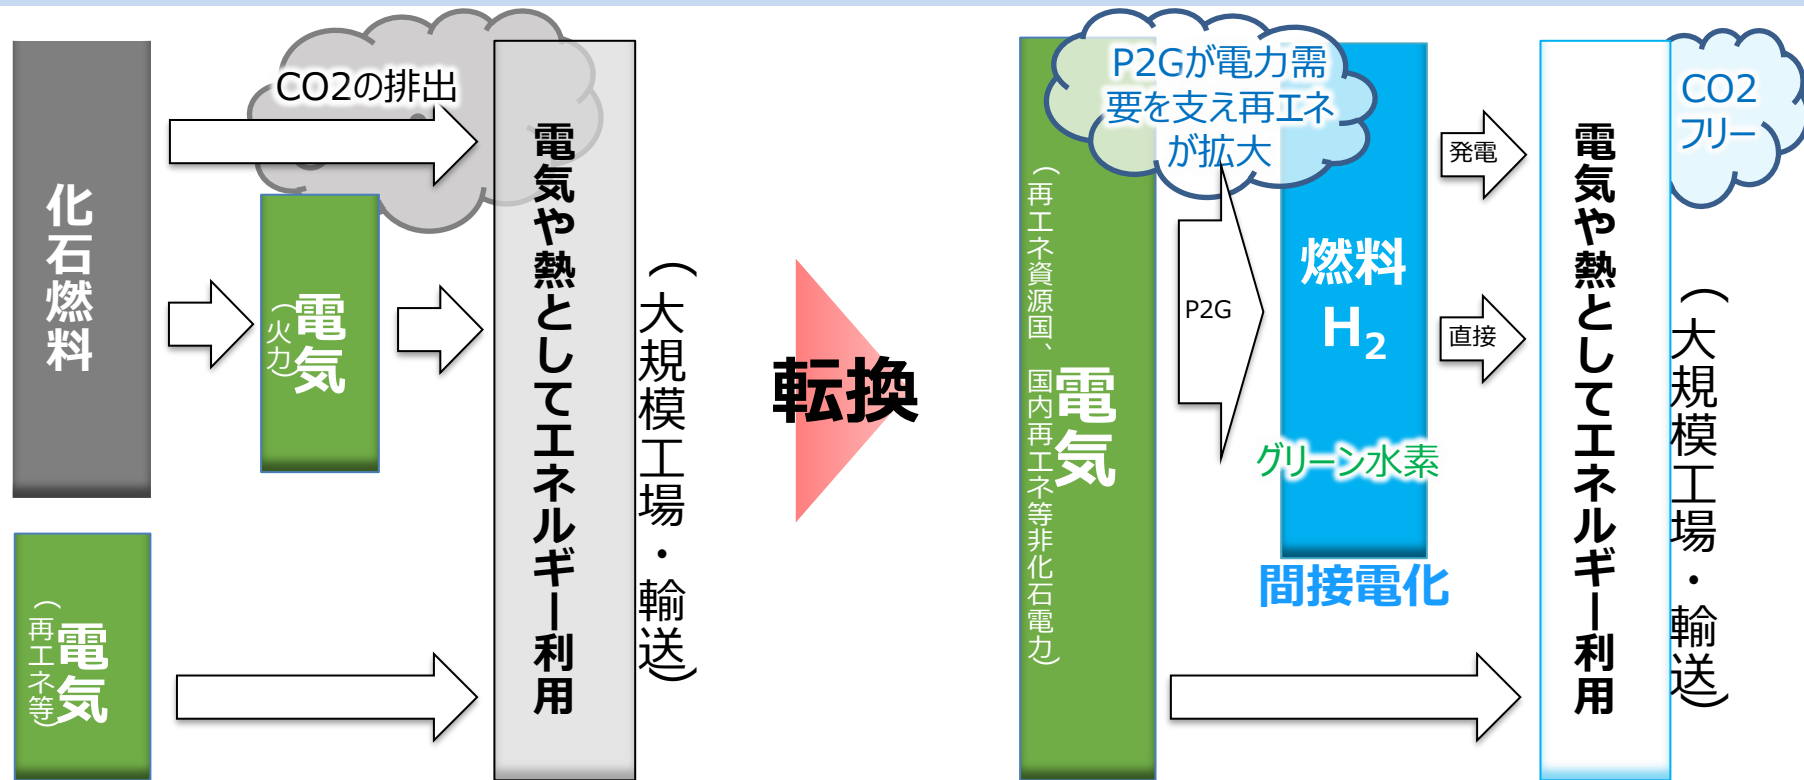 CO2の排出
化石燃料
電気
（火力）
電気
（再エネ等）
電気や熱としてエネルギー利用
（大規模工場・輸送）
転換
P2Gが電力需
要を支え再エネ
が拡大
電気
（再エネ資源国、国内再エネ等非化石電力）
P2G
燃料
H₂
グリーン水素
間接電化
発電
直接
電気や熱としてエネルギー利用
（大規模工場・輸送）
CO2
フリー